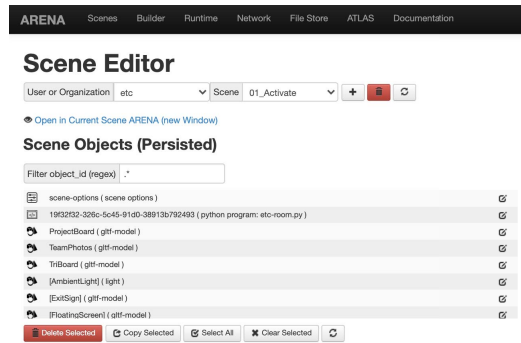 ARENA Scenes Builder Runtime Network File Store ATLAS Documentation
Scene Editor
User or Organization etc Scene 01_Activate
Open in Current Scene ARENA (new Window)
Scene Objects (Persisted)
Filter object_id (regex) .*
scene-options ( scene options )
19f32f32-326c-5c45-91d0-38913b792493 ( python program: etc-room.py )
ProjectBoard ( gltf-model )
TeamPhotos ( gltf-model )
TriBoard ( gltf-model )
[AmbientLight] ( light )
[ExitSign] ( gltf-model )
[FloatingScreen] ( gltf-model )
Delete Selected Copy Selected Select All Clear Selected